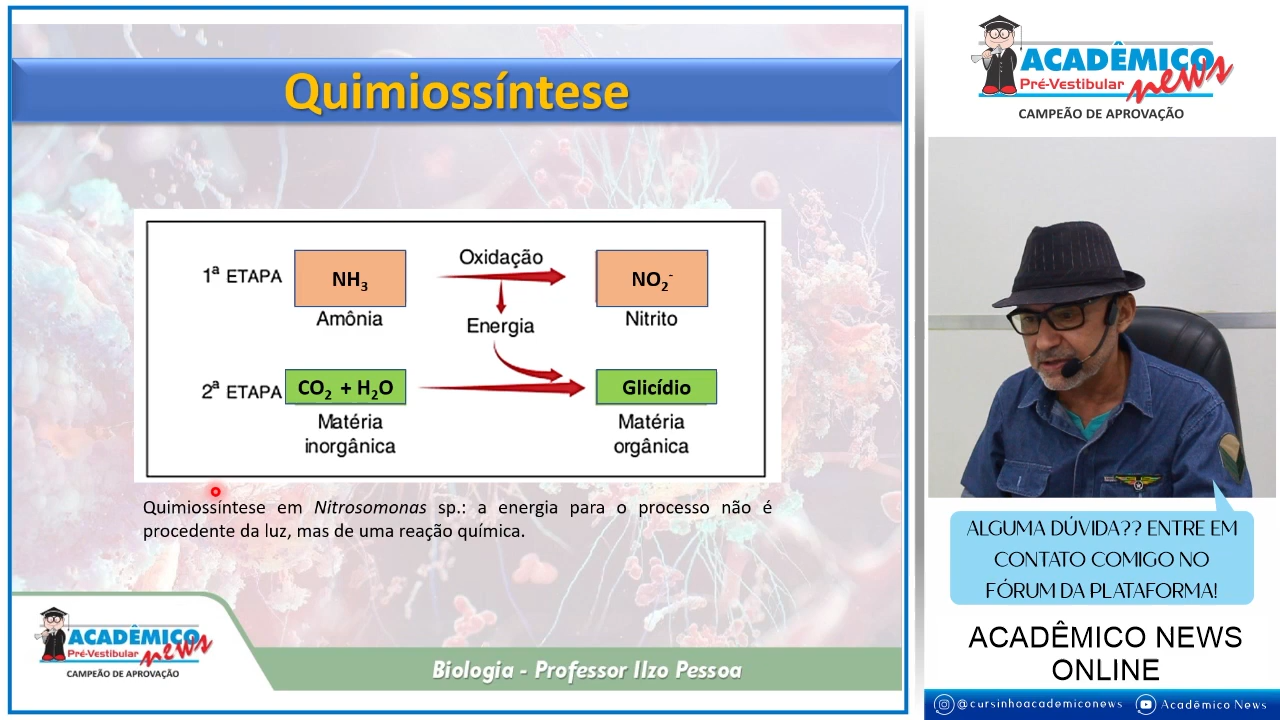 Quimiossíntese
1ª ETAPA
NH₃
Oxidação
NO₂⁻
Amônia
Energia
Nitrito
2ª ETAPA
CO₂ + H₂O
Glicídio
Matéria
inorgânica
Matéria
orgânica
Quimiossíntese em Nitrosomonas sp.: a energia para o processo não é
procedente da luz, mas de uma reação química.
ACADÊMICO
Pré-Vestibular news
CAMPEÃO DE APROVAÇÃO
Biologia - Professor Ilzo Pessoa
ACADÊMICO
Pré-Vestibular news
CAMPEÃO DE APROVAÇÃO
ALGUMA DÚVIDA?? ENTRE EM
CONTATO COMIGO NO
FÓRUM DA PLATAFORMA!
ACADÊMICO NEWS
ONLINE
@cursinhoacademiconews Acadêmico News